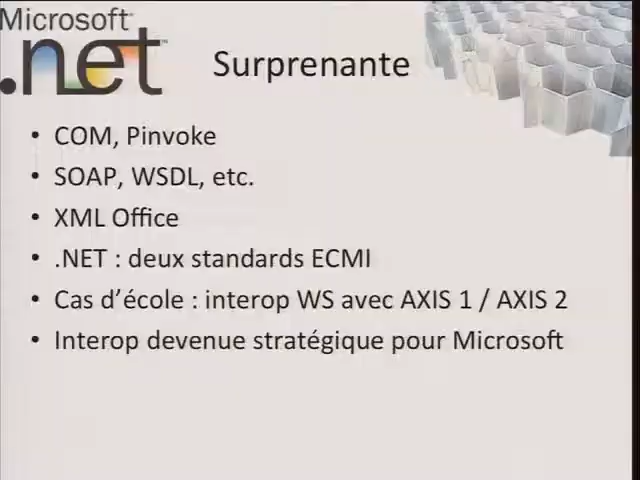 Microsoft
.net
Surprenante
• COM, Pinvoke
• SOAP, WSDL, etc.
• XML Office
• .NET : deux standards ECMI
• Cas d'école : interop WS avec AXIS 1 / AXIS 2
• Interop devenue stratégique pour Microsoft